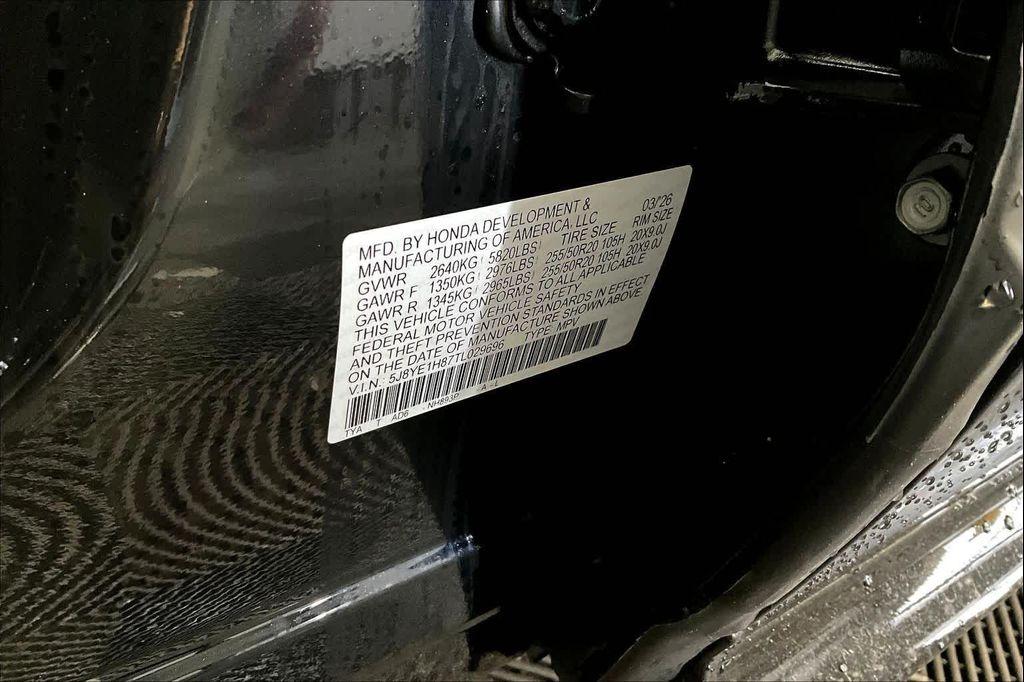 MFD. BY HONDA DEVELOPMENT & 03/'26
MANUFACTURING OF AMERICA, LLC
GVWR 2640KG 5820LBS TIRE SIZE RIM SIZE
GAWR F 1350KG 2976LBS 255/50R20 105H 20X9.0J
GAWR R 1345KG 2965LBS 255/50R20 105H 20X9.0J
THIS VEHICLE CONFORMS TO ALL APPLICABLE
FEDERAL MOTOR VEHICLE SAFETY
AND THEFT PREVENTION STANDARDS IN EFFECT
ON THE DATE OF MANUFACTURE SHOWN ABOVE.
V.I.N.: 5J8YE1H87TL029696 TYPE: MPV
TYA T AD6 -NH893P -A -L